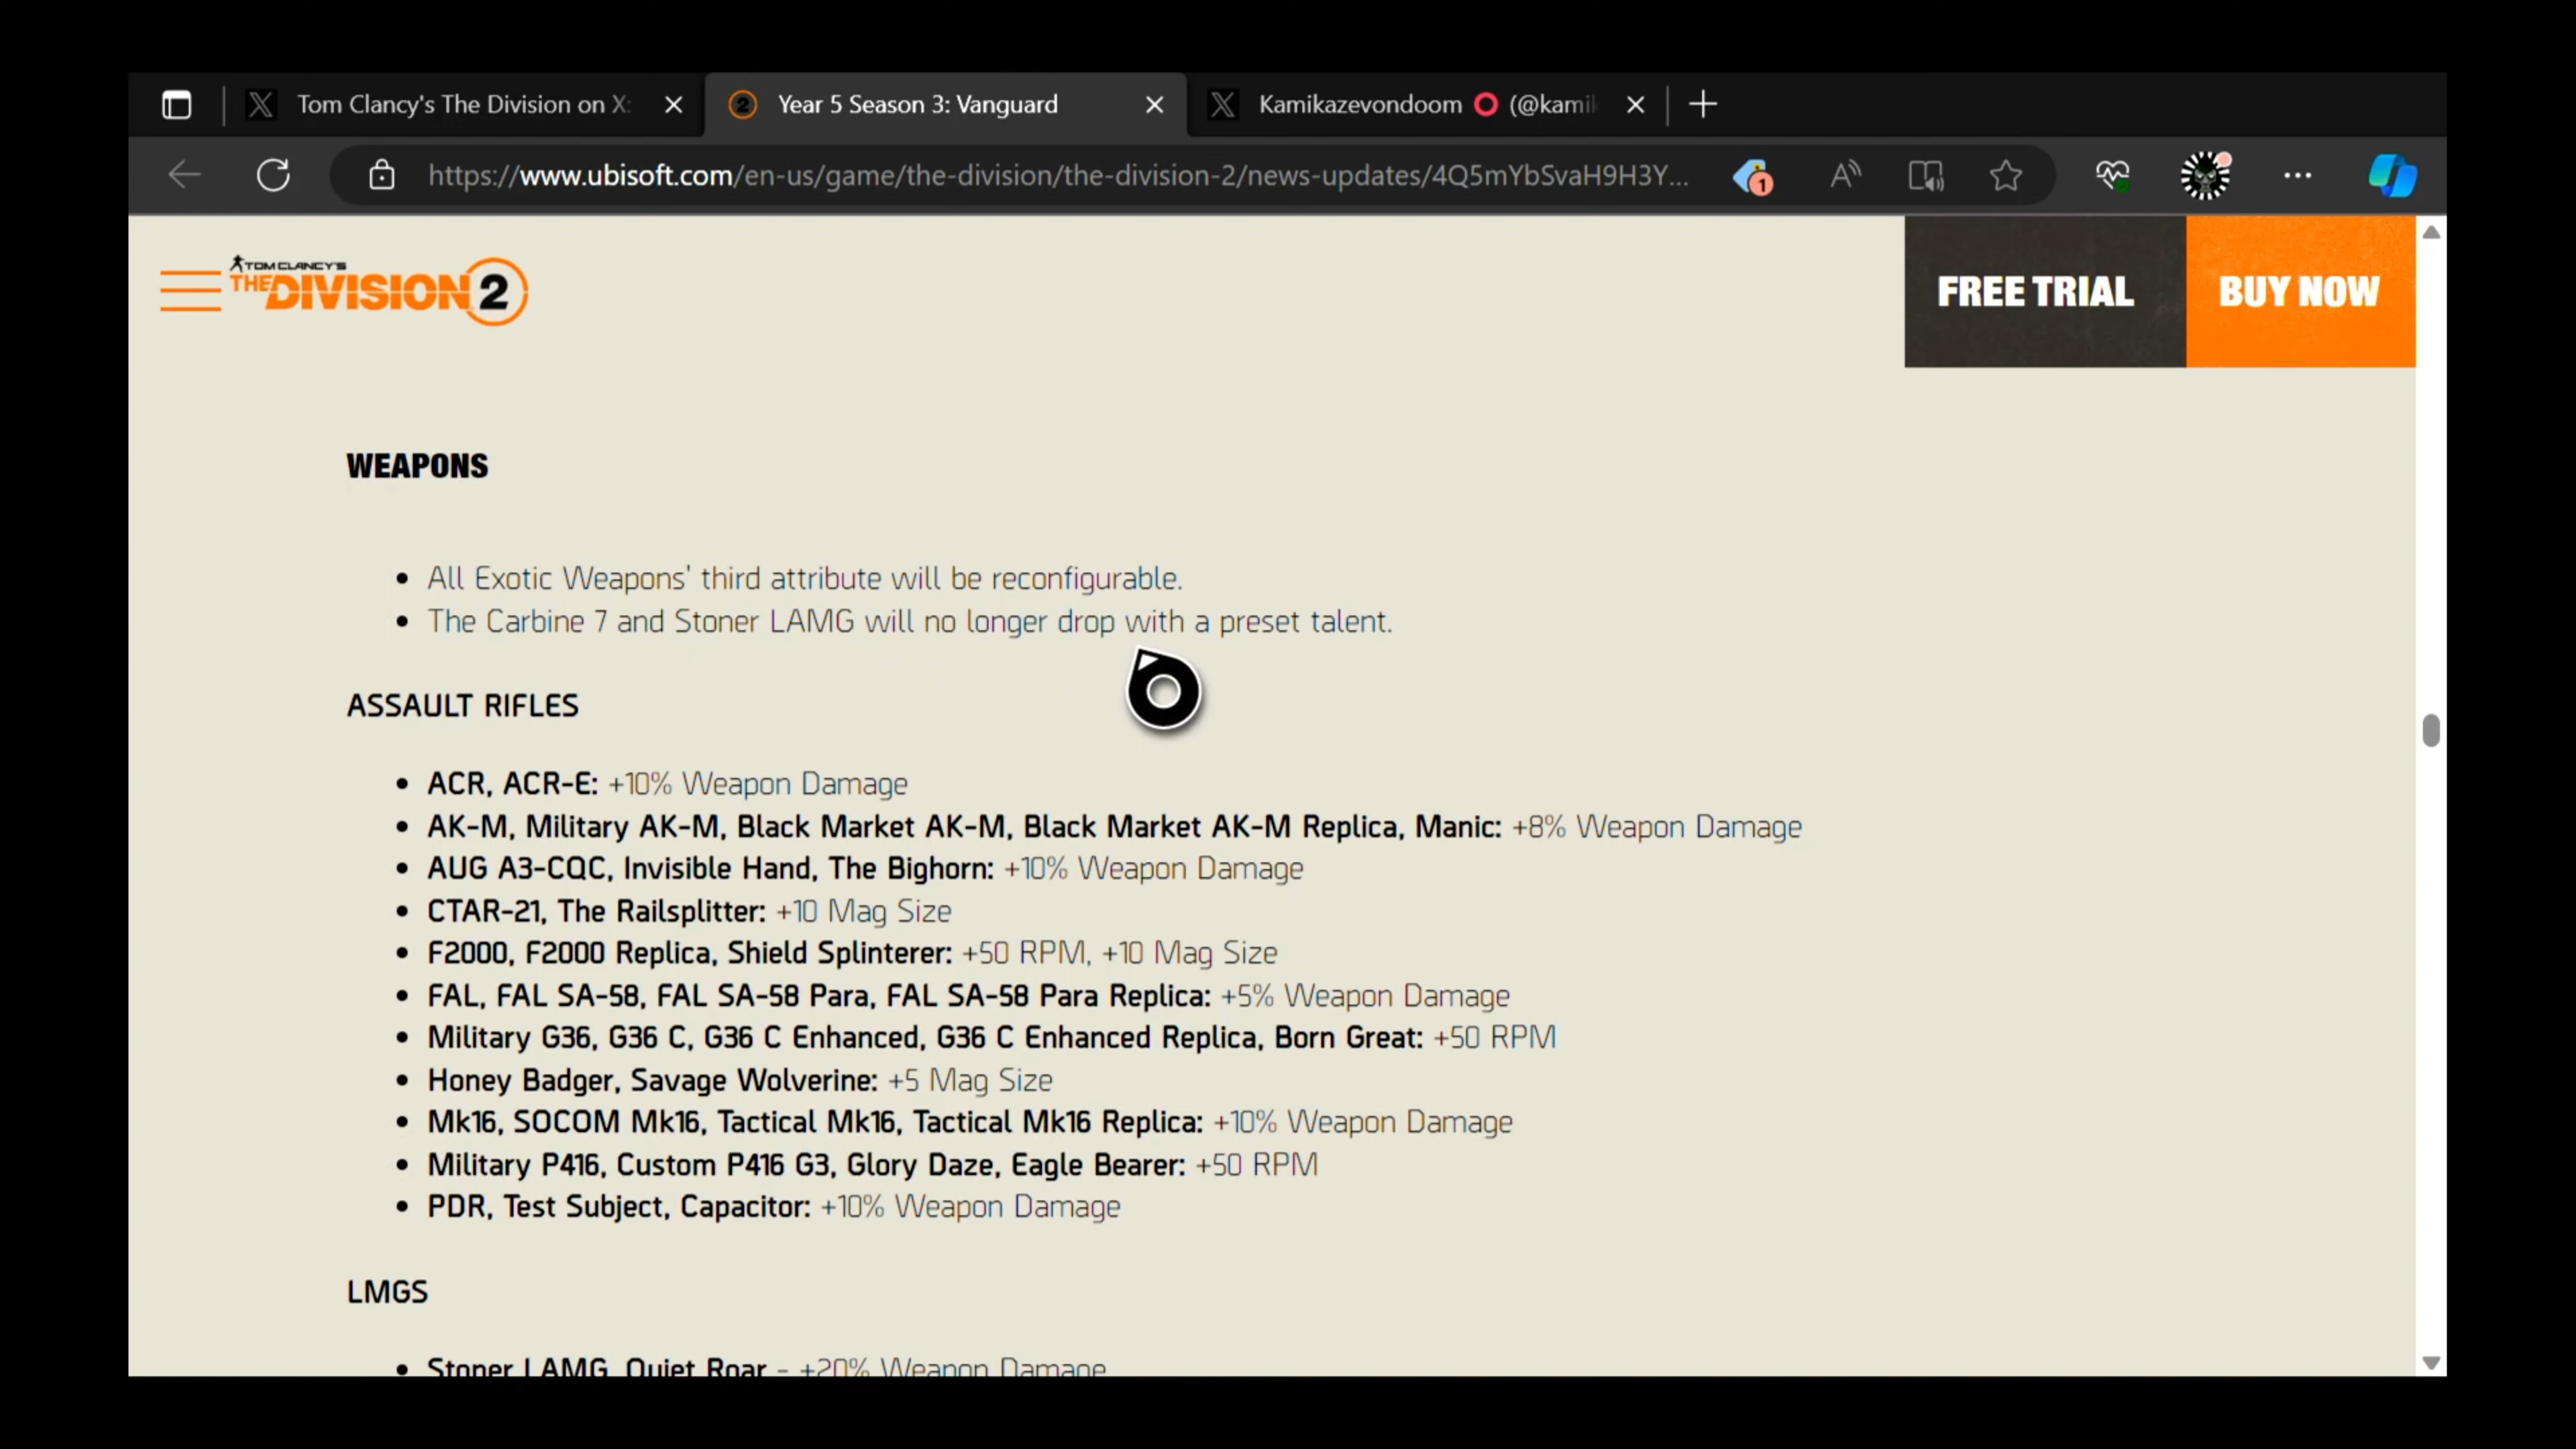 Tom Clancy's The Division on X:
Year 5 Season 3: Vanguard
Kamikazevondoom ⭕ (@kami
https://www.ubisoft.com/en-us/game/the-division/the-division-2/news-updates/4Q5mYbSvaH9H3Y...
1
TOM CLANCY'S
THE DIVISION 2
FREE TRIAL
BUY NOW
WEAPONS
• All Exotic Weapons' third attribute will be reconfigurable.
• The Carbine 7 and Stoner LAMG will no longer drop with a preset talent.
ASSAULT RIFLES
• ACR, ACR-E: +10% Weapon Damage
• AK-M, Military AK-M, Black Market AK-M, Black Market AK-M Replica, Manic: +8% Weapon Damage
• AUG A3-CQC, Invisible Hand, The Bighorn: +10% Weapon Damage
• CTAR-21, The Railsplitter: +10 Mag Size
• F2000, F2000 Replica, Shield Splinterer: +50 RPM, +10 Mag Size
• FAL, FAL SA-58, FAL SA-58 Para, FAL SA-58 Para Replica: +5% Weapon Damage
• Military G36, G36 C, G36 C Enhanced, G36 C Enhanced Replica, Born Great: +50 RPM
• Honey Badger, Savage Wolverine: +5 Mag Size
• Mk16, SOCOM Mk16, Tactical Mk16, Tactical Mk16 Replica: +10% Weapon Damage
• Military P416, Custom P416 G3, Glory Daze, Eagle Bearer: +50 RPM
• PDR, Test Subject, Capacitor: +10% Weapon Damage
LMGS
• Stoner LAMG, Quiet Roar - +20% Weapon Damage